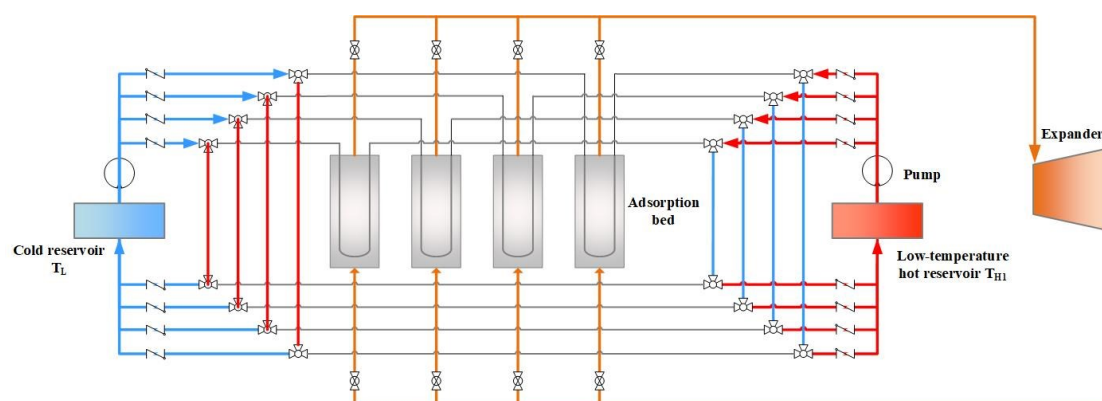 Expander
Pump
Adsorption
bed
Cold reservoir
T_L
Low-temperature
hot reservoir T_H1